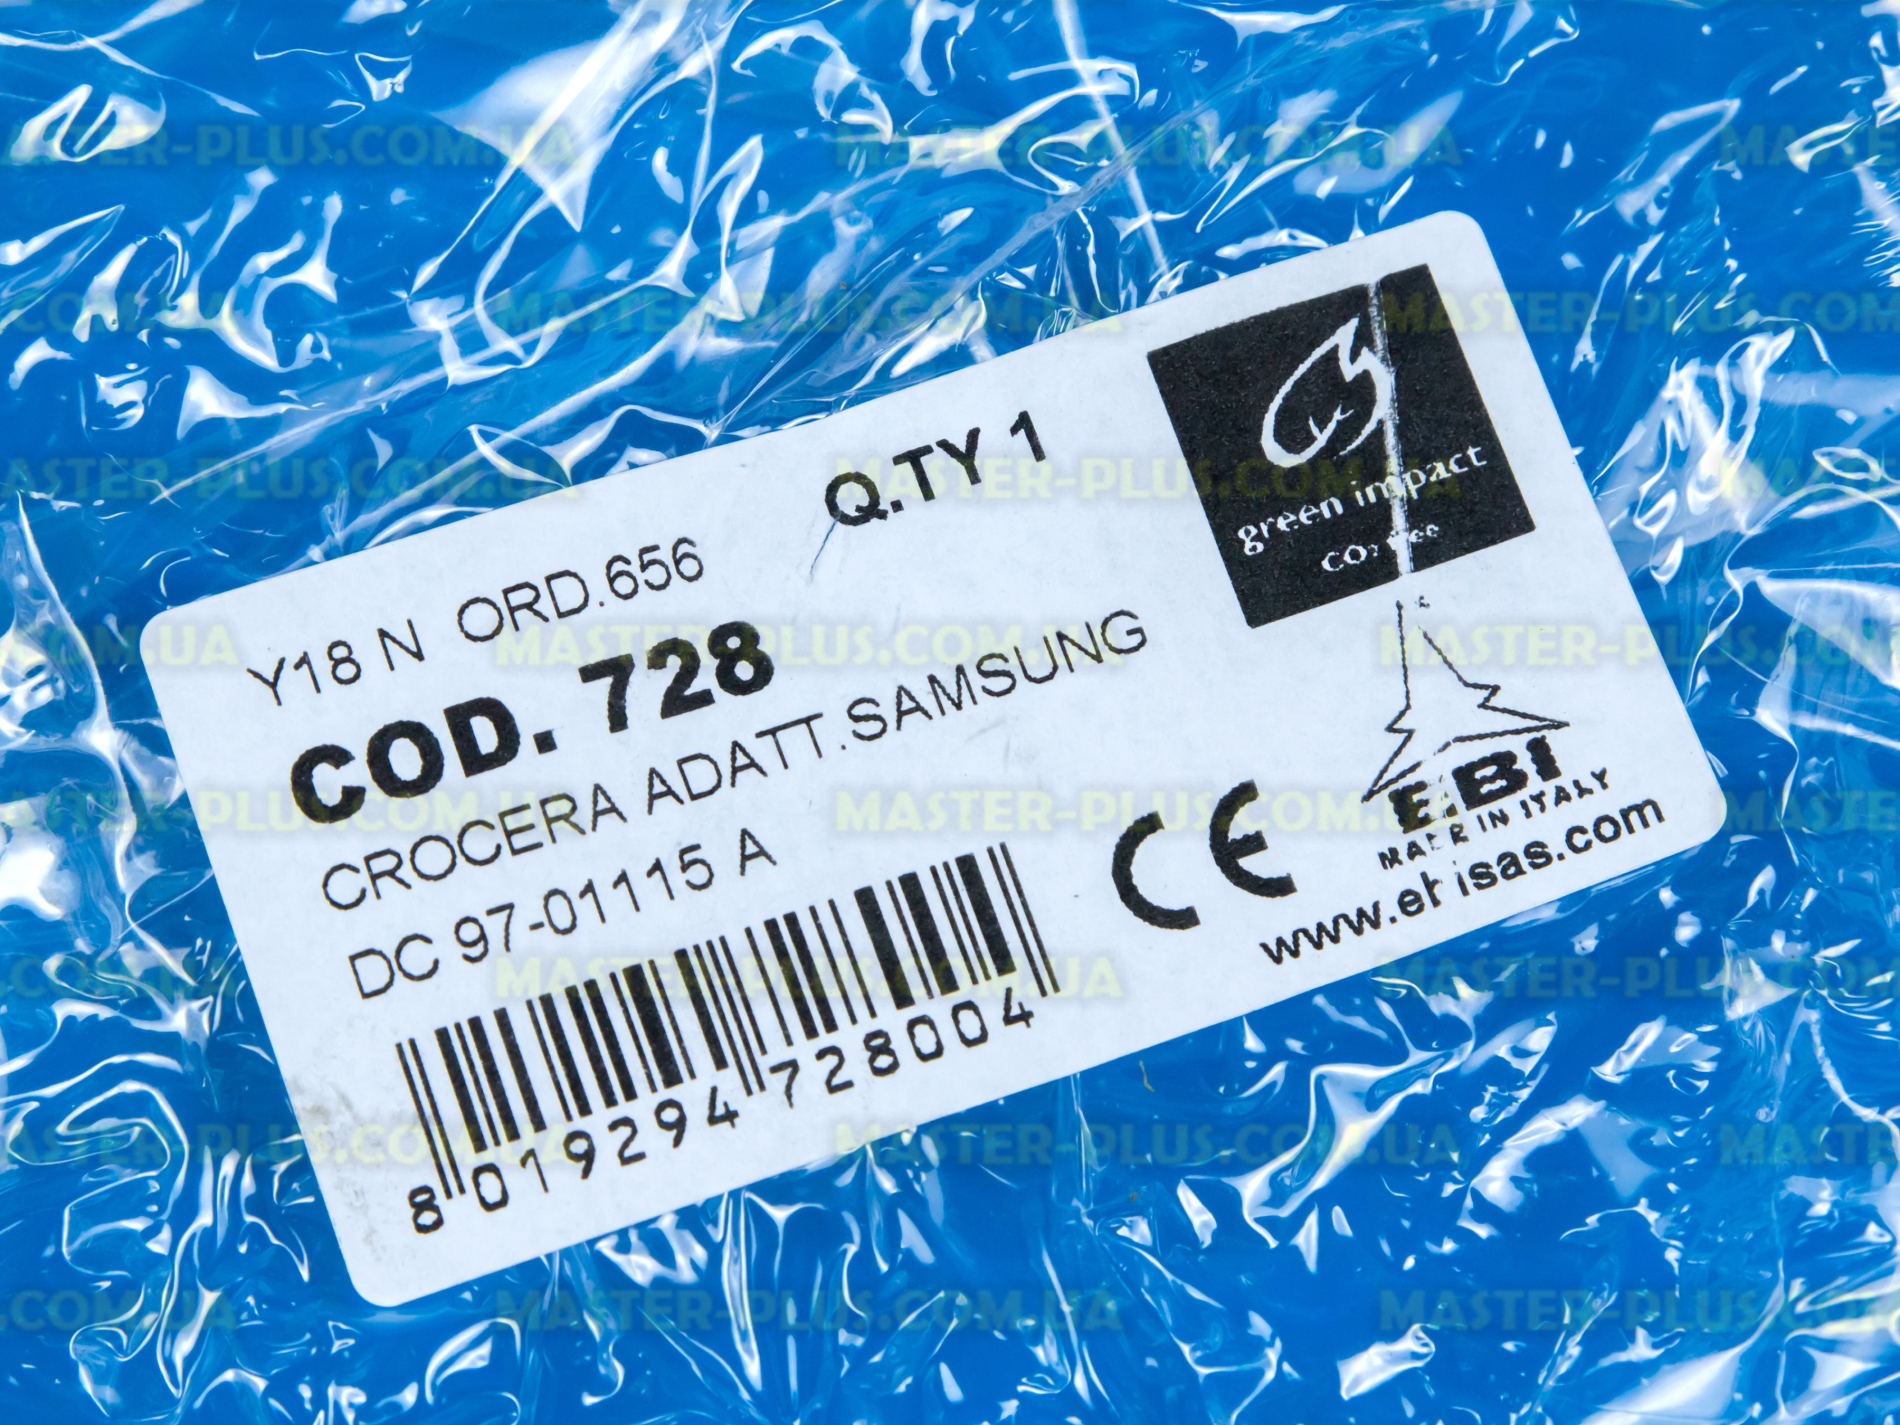 Y18 N ORD.656
Q.TY 1
COD. 728
CROCERA ADATT.SAMSUNG
DC 97-01115 A
8 019294 728004
green impact
CE
EBI
MADE IN ITALY
MASTER-PLUS.COM.UA